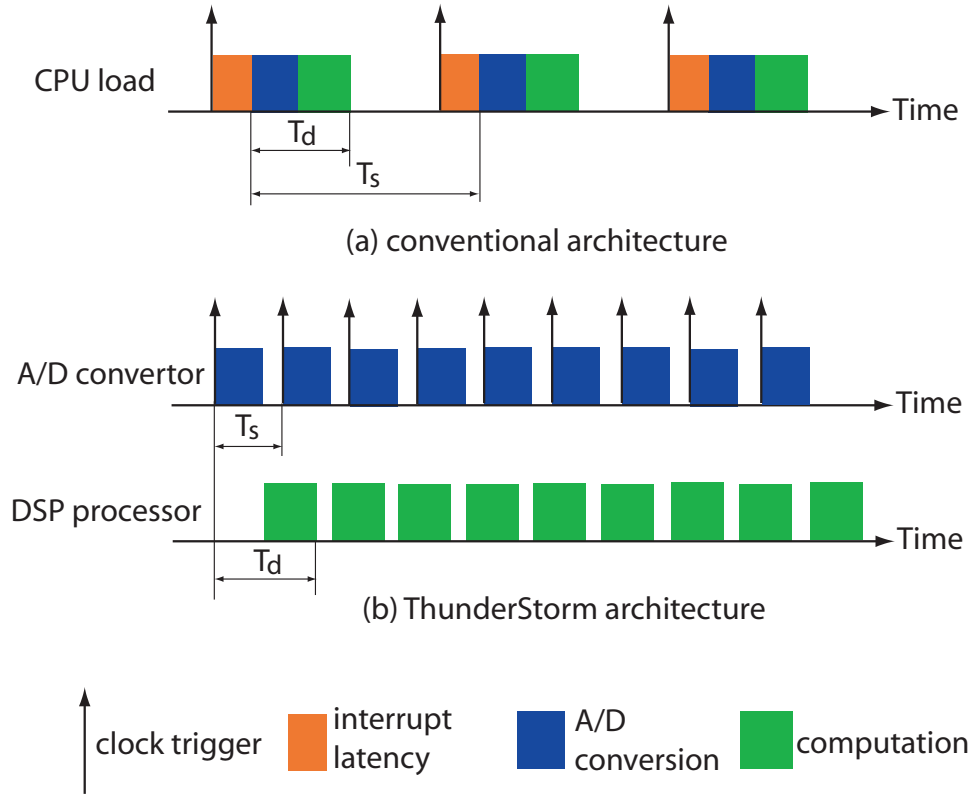 CPU load
Time
Td
Ts
(a) conventional architecture
A/D convertor
Time
Ts
DSP processor
Time
Td
(b) ThunderStorm architecture
clock trigger
interrupt
latency
A/D
conversion
computation